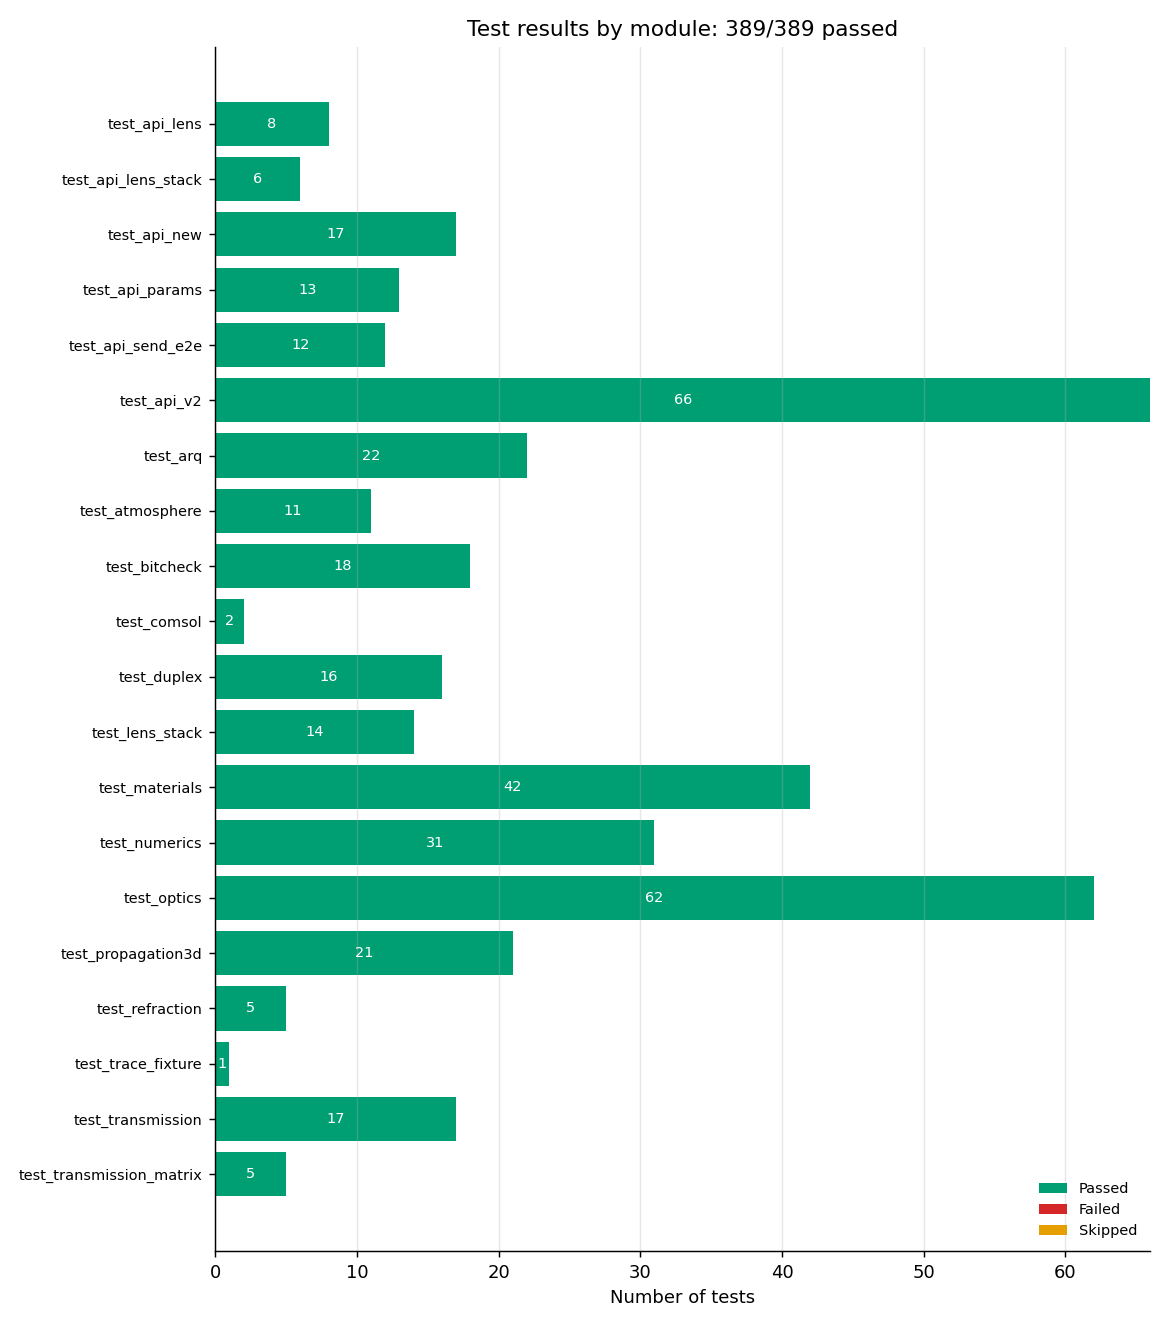 Test results by module: 389/389 passed
test_api_lens 8
test_api_lens_stack 6
test_api_new 17
test_api_params 13
test_api_send_e2e 12
test_api_v2 66
test_arq 22
test_atmosphere 11
test_bitcheck 18
test_comsol 2
test_duplex 16
test_lens_stack 14
test_materials 42
test_numerics 31
test_optics 62
test_propagation3d 21
test_refraction 5
test_trace_fixture 1
test_transmission 17
test_transmission_matrix 5
Passed
Failed
Skipped
0 10 20 30 40 50 60
Number of tests